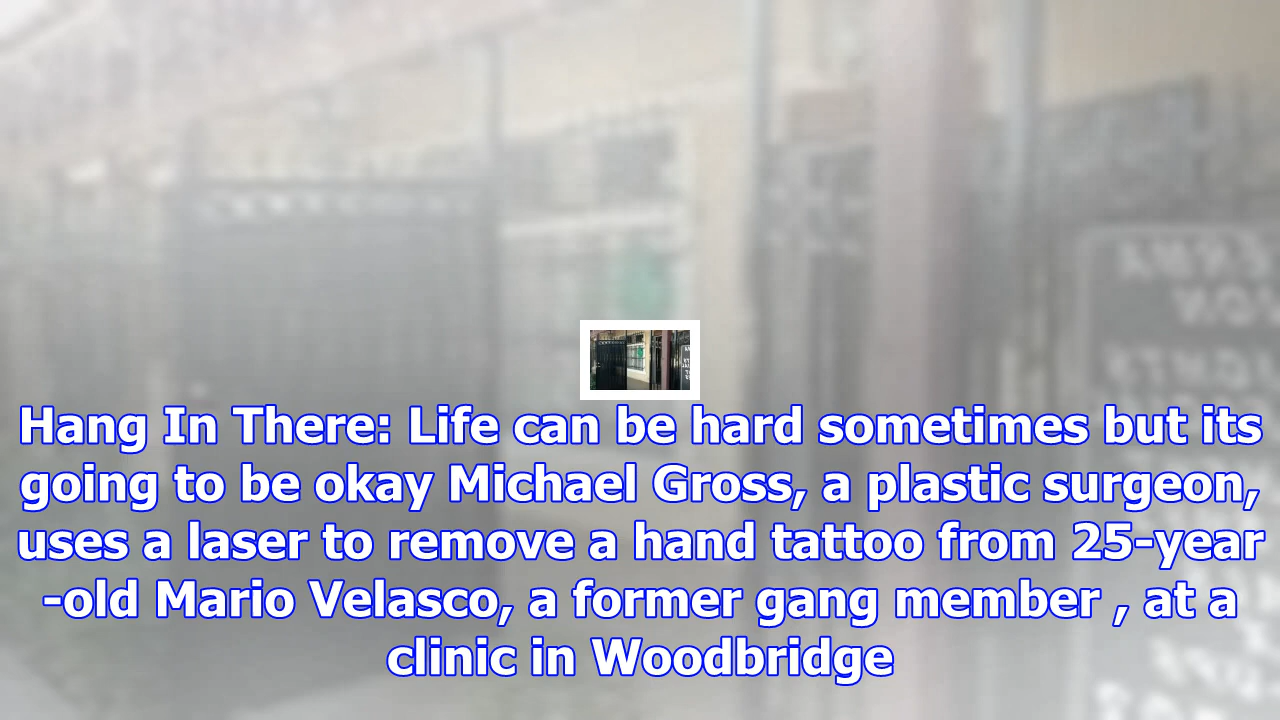 Hang In There: Life can be hard sometimes but its
going to be okay Michael Gross, a plastic surgeon,
uses a laser to remove a hand tattoo from 25-year
-old Mario Velasco, a former gang member , at a
clinic in Woodbridge